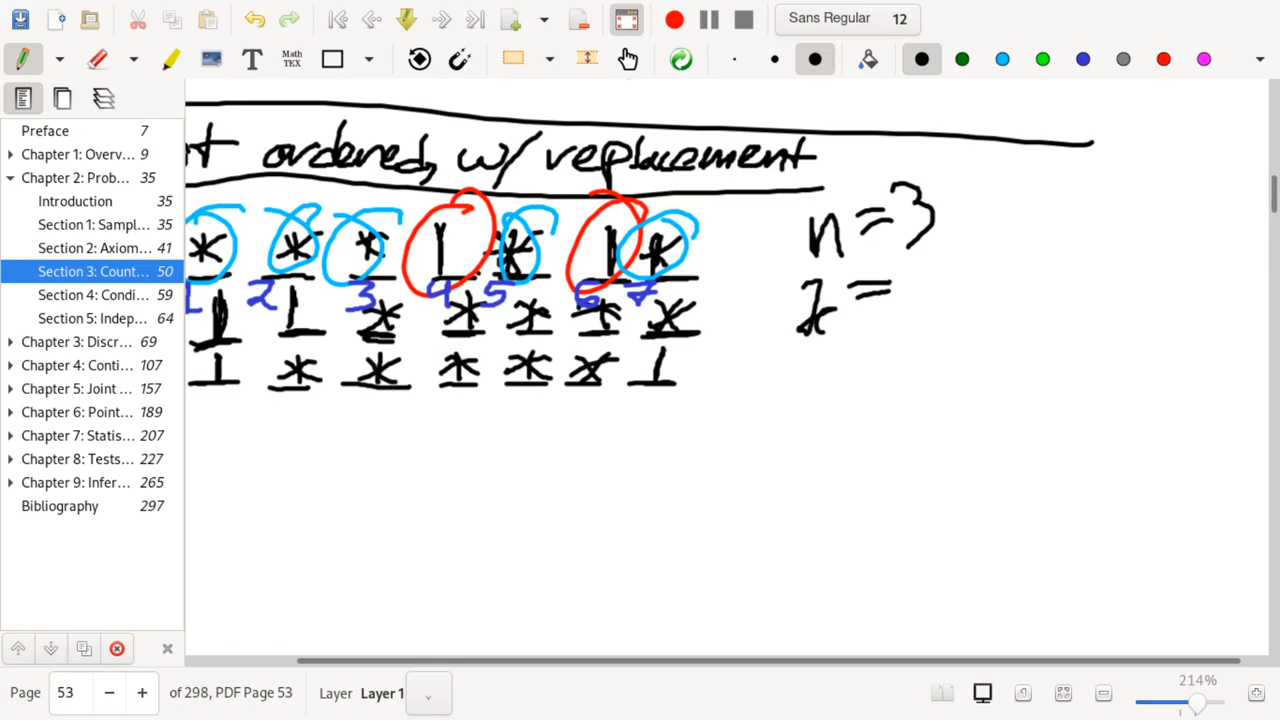 Sans Regular 12
T Math TEX
Preface 7
Chapter 1: Overv... 9
Chapter 2: Prob... 35
Introduction 35
Section 1: Sampl... 35
Section 2: Axiom... 41
Section 3: Count... 50
Section 4: Condi... 59
Section 5: Indep... 64
Chapter 3: Discr... 69
Chapter 4: Conti... 107
Chapter 5: Joint ... 157
Chapter 6: Point... 189
Chapter 7: Statis... 207
Chapter 8: Tests... 227
Chapter 9: Infer... 265
Bibliography 297
ordered, w/ replacement
* * * | * | *
1 2 3 4 5 6 7
| | * * * * *
| * * * * * |
n = 3
Page 53 of 298, PDF Page 53 Layer Layer 1
214%